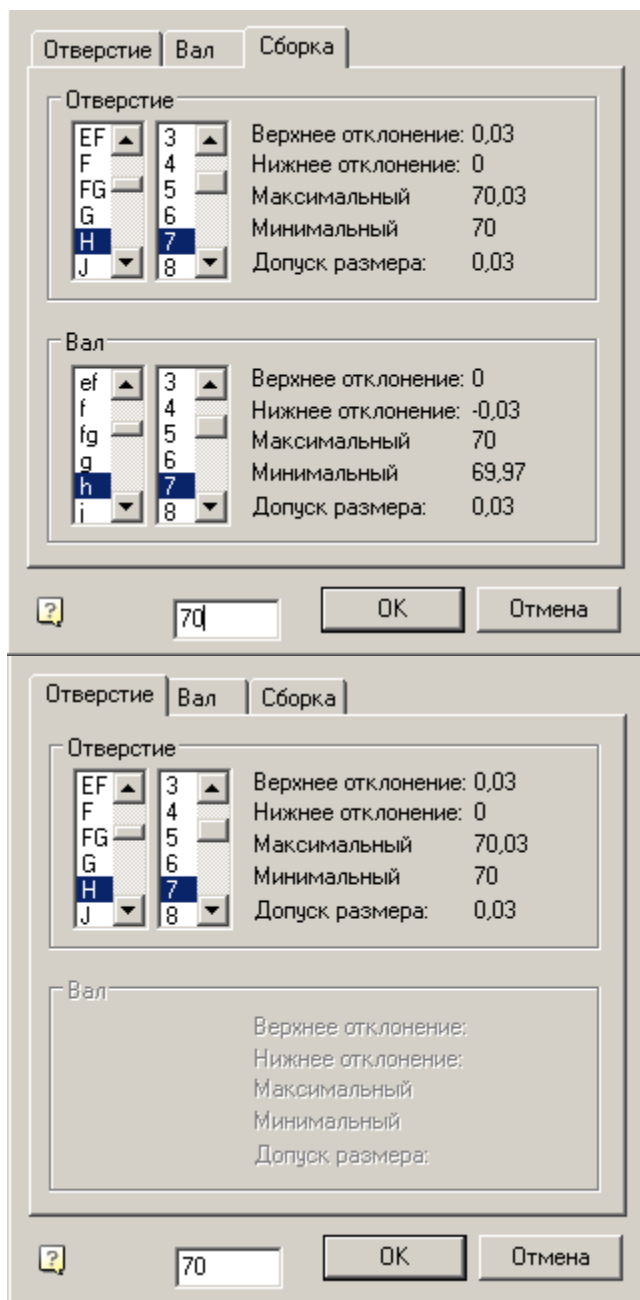 Отверстие Вал Сборка
Отверстие
EF 3 Верхнее отклонение: 0,03
F 4 Нижнее отклонение: 0
FG 5 Максимальный 70,03
G 6 Минимальный 70
H 7 Допуск размера: 0,03
J 8
Вал
ef 3 Верхнее отклонение: 0
f 4 Нижнее отклонение: -0,03
fg 5 Максимальный 70
g 6 Минимальный 69,97
h 7 Допуск размера: 0,03
j 8
? 70 OK Отмена
Отверстие Вал Сборка
Отверстие
EF 3 Верхнее отклонение: 0,03
F 4 Нижнее отклонение: 0
FG 5 Максимальный 70,03
G 6 Минимальный 70
H 7 Допуск размера: 0,03
J 8
Вал
Верхнее отклонение:
Нижнее отклонение:
Максимальный
Минимальный
Допуск размера:
? 70 OK Отмена